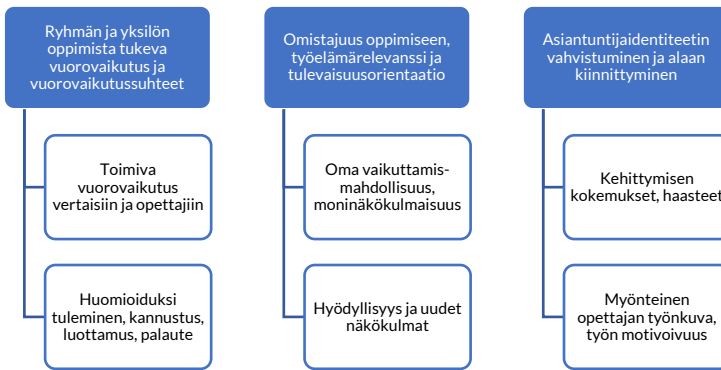 Ryhmän ja yksilön
oppimista tukeva
vuorovaikutus ja
vuorovaikutussuhteet
Toimiva
vuorovaikutus
vertaisiin ja opettajiin
Huomioiduksi
tuleminen, kannustus,
luottamus, palaute
Omistajuus oppimiseen,
työelämärelevanssi ja
tulevaisuusorientaatio
Oma vaikuttamis-
mahdollisuus,
moninäkökulmaisuus
Hyödyllisyys ja uudet
näkökulmat
Asiantuntijaidentiteetin
vahvistuminen ja alaan
kiinnittyminen
Kehittymisen
kokemukset, haasteet
Myönteinen
opettajan työnkuva,
työn motivoivuus